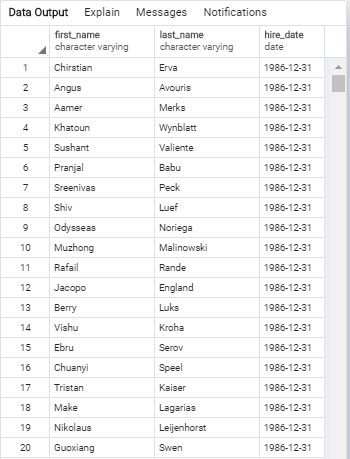 Data Output Explain Messages Notifications
first_name last_name hire_date
character varying character varying date
1 Chirstian Erva 1986-12-31
2 Angus Avouris 1986-12-31
3 Aamer Merks 1986-12-31
4 Khatoun Wynblatt 1986-12-31
5 Sushant Valiente 1986-12-31
6 Pranjal Babu 1986-12-31
7 Sreenivas Peck 1986-12-31
8 Shiv Luef 1986-12-31
9 Odysseas Noriega 1986-12-31
10 Muzhong Malinowski 1986-12-31
11 Rafail Rande 1986-12-31
12 Jacopo England 1986-12-31
13 Berry Luks 1986-12-31
14 Vishu Kroha 1986-12-31
15 Ebru Serov 1986-12-31
16 Chuanyi Speel 1986-12-31
17 Tristan Kaiser 1986-12-31
18 Make Lagarias 1986-12-31
19 Nikolaus Leijenhorst 1986-12-31
20 Guoxiang Swen 1986-12-31